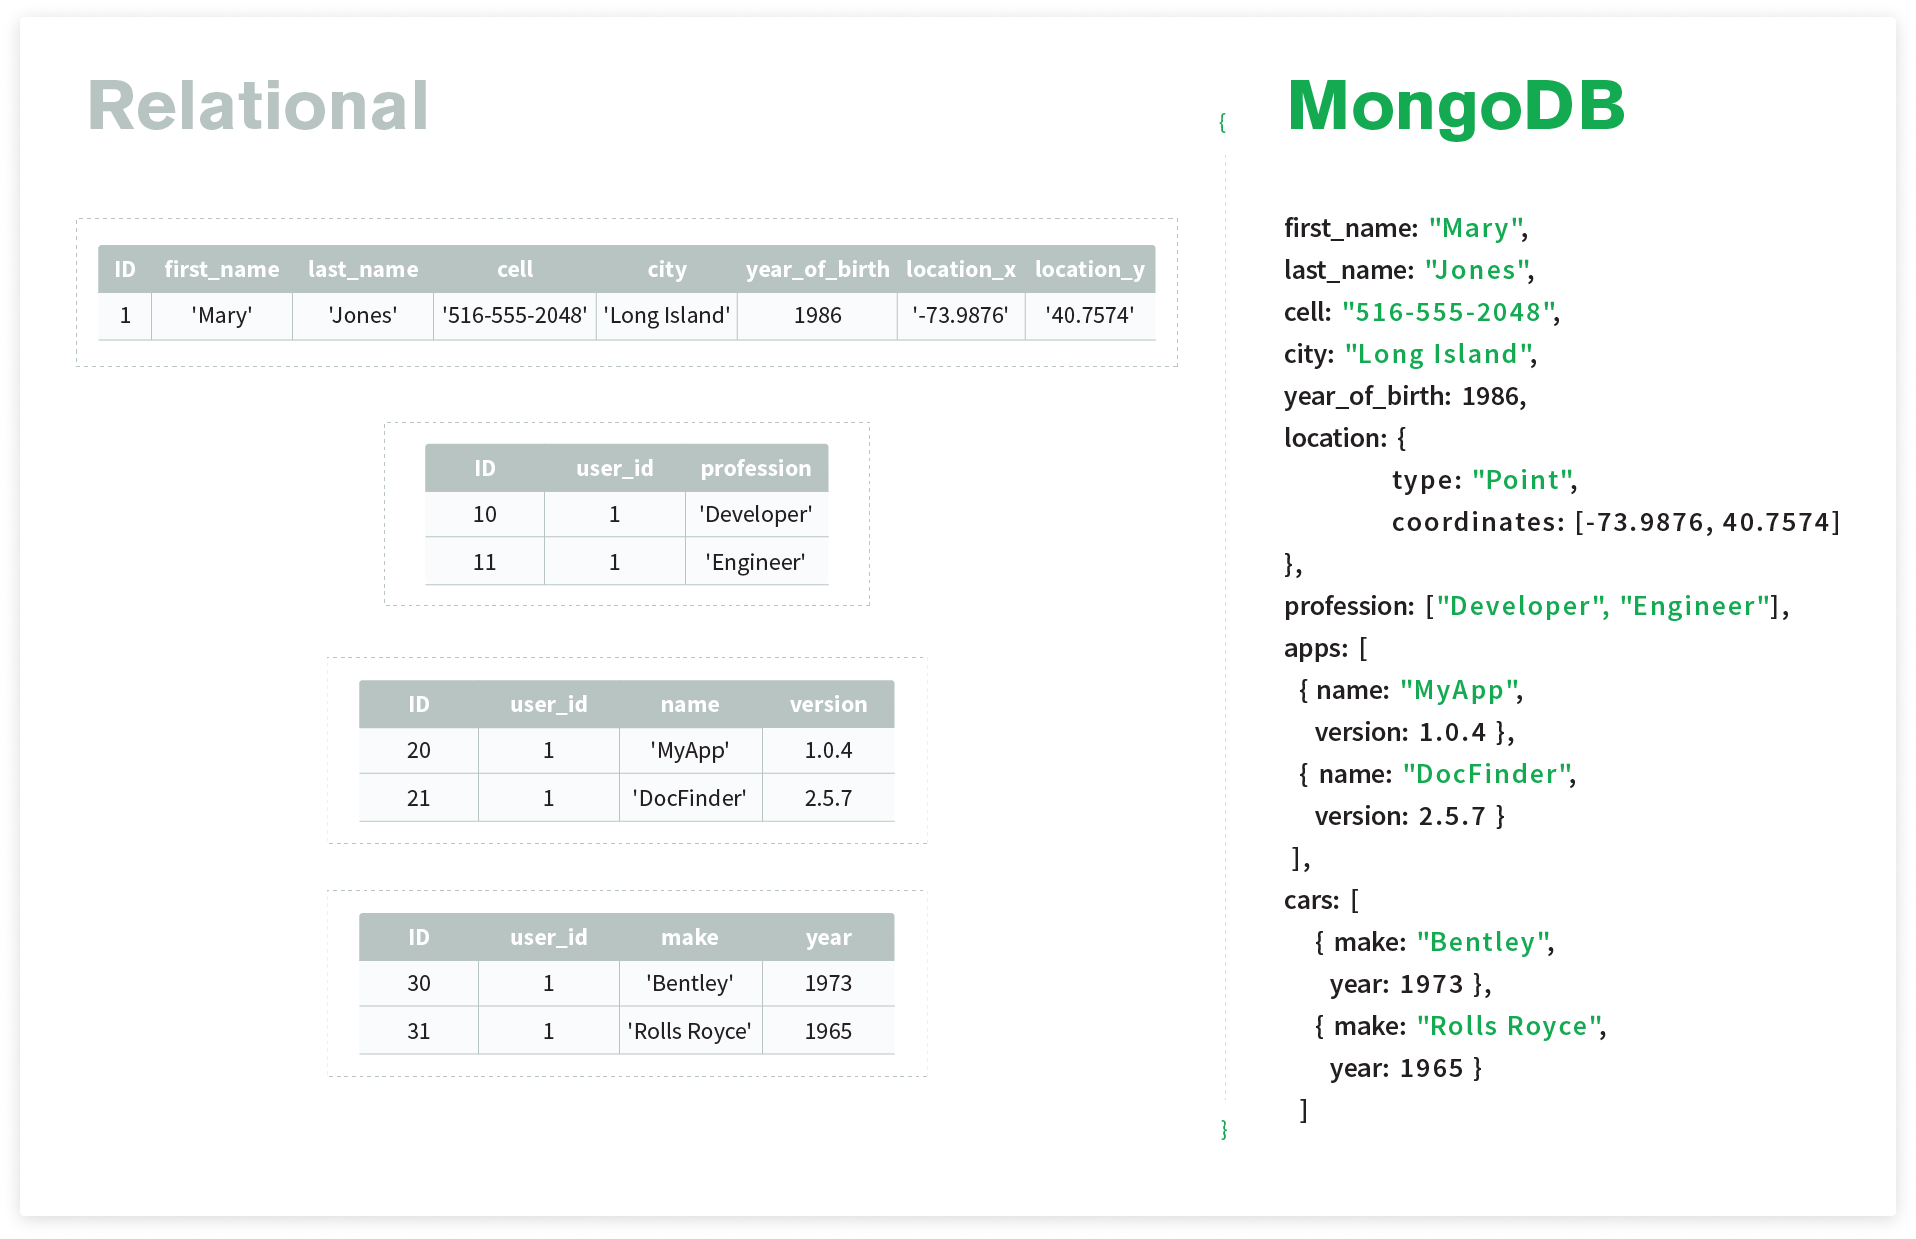 Relational
ID first_name last_name cell city year_of_birth location_x location_y
1 'Mary' 'Jones' '516-555-2048' 'Long Island' 1986 '-73.9876' '40.7574'
ID user_id profession
10 1 'Developer'
11 1 'Engineer'
ID user_id name version
20 1 'MyApp' 1.0.4
21 1 'DocFinder' 2.5.7
ID user_id make year
30 1 'Bentley' 1973
31 1 'Rolls Royce' 1965
MongoDB
{
first_name: "Mary",
last_name: "Jones",
cell: "516-555-2048",
city: "Long Island",
year_of_birth: 1986,
location: {
type: "Point",
coordinates: [-73.9876, 40.7574]
},
profession: ["Developer", "Engineer"],
apps: [
{ name: "MyApp",
version: 1.0.4 },
{ name: "DocFinder",
version: 2.5.7 }
],
cars: [
{ make: "Bentley",
year: 1973 },
{ make: "Rolls Royce",
year: 1965 }
]
}